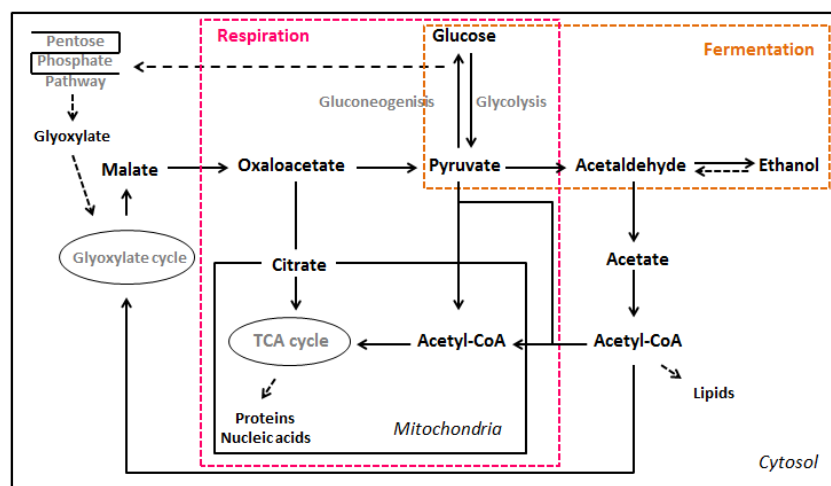 Pentose
Phosphate
Pathway
Respiration
Glucose
Fermentation
Gluconeogenisis
Glycolysis
Glyoxylate
Malate
Oxaloacetate
Pyruvate
Acetaldehyde
Ethanol
Glyoxylate cycle
Citrate
Acetate
TCA cycle
Acetyl-CoA
Acetyl-CoA
Lipids
Proteins
Nucleic acids
Mitochondria
Cytosol